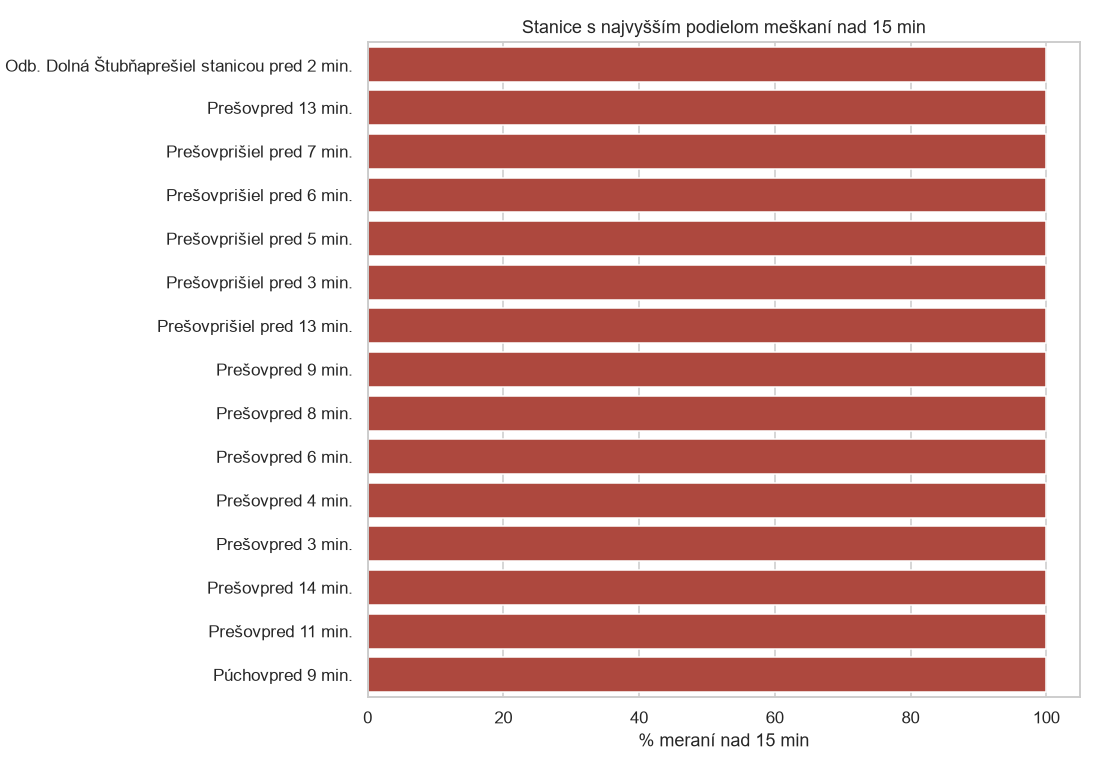 Stanice s najvyšším podielom meškaní nad 15 min
Odb. Dolná Štubňaprešiel stanicou pred 2 min.
Prešovpred 13 min.
Prešovprišiel pred 7 min.
Prešovprišiel pred 6 min.
Prešovprišiel pred 5 min.
Prešovprišiel pred 3 min.
Prešovprišiel pred 13 min.
Prešovpred 9 min.
Prešovpred 8 min.
Prešovpred 6 min.
Prešovpred 4 min.
Prešovpred 3 min.
Prešovpred 14 min.
Prešovpred 11 min.
Púchovpred 9 min.
0 20 40 60 80 100
% meraní nad 15 min